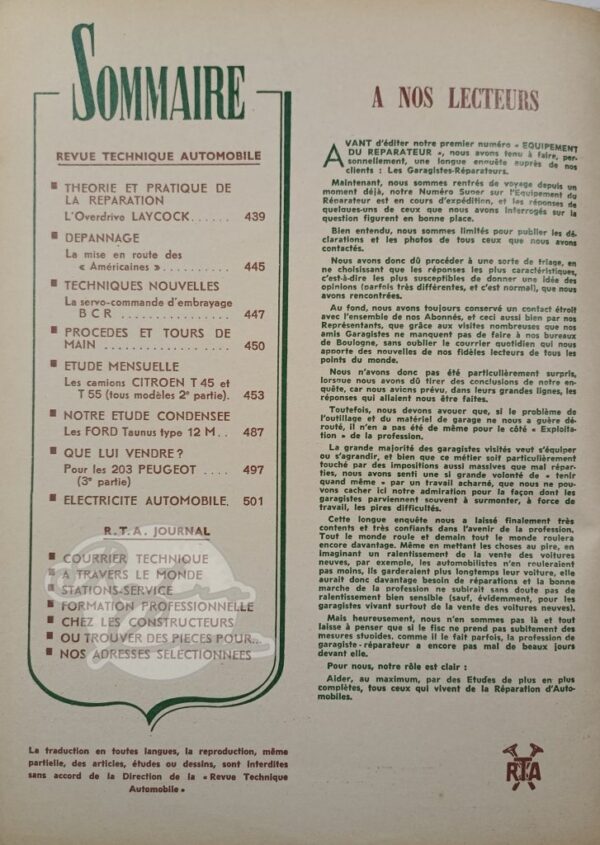 SOMMAIRE
REVUE TECHNIQUE AUTOMOBILE
THEORIE ET PRATIQUE DE
LA REPARATION
L'Overdrive LAYCOCK...... 439
DEPANNAGE
La mise en route des
« Américaines ».......... 445
TECHNIQUES NOUVELLES
La servo-commande d'embrayage
B C R ................ 447
PROCEDES ET TOURS DE
MAIN ................. 450
ETUDE MENSUELLE
Les camions CITROEN T 45 et
T 55 (tous modèles 2e partie). 453
NOTRE ETUDE CONDENSEE
Les FORD Taunus type 12 M.. 487
QUE LUI VENDRE ?
Pour les 203 PEUGEOT .... 497
(3e partie)
ELECTRICITE AUTOMOBILE. 501
R.T.A. JOURNAL
COURRIER TECHNIQUE
A TRAVERS LE MONDE
STATIONS-SERVICE
FORMATION PROFESSIONNELLE
CHEZ LES CONSTRUCTEURS
OU TROUVER DES PIECES POUR...
NOS ADRESSES SELECTIONNEES
La traduction en toutes langues, la reproduction, même
partielle, des articles, études ou dessins, sont interdites
sans accord de la Direction de la « Revue Technique
Automobile »
A NOS LECTEURS
AVANT d'éditer notre premier numéro « EQUIPEMENT
DU REPARATEUR », nous avons tenu à faire, per-
sonnellement, une longue enquête auprès de nos
clients : Les Garagistes-Réparateurs.
Maintenant, nous sommes rentrés de voyage depuis un
moment déjà, notre Numéro Super sur l'Equipement du
Réparateur est en cours d'expédition, et les réponses de
quelques-uns de ceux que nous avons interrogés sur la
question figurent en bonne place.
Bien entendu, nous sommes limités pour publier les dé-
clarations et les photos de tous ceux que nous avons
contactés.
Nous avons donc dû procéder à une sorte de triage, en
ne choisissant que les réponses les plus caractéristiques,
c'est-à-dire les plus susceptibles de donner une idée des
opinions (parfois très différentes, et c'est normal), que nous
avons rencontrées.
Au fond, nous avons toujours conservé un contact étroit
avec l'ensemble de nos Abonnés, et ceci aussi bien par nos
Représentants, que grâce aux visites nombreuses que nos
amis Garagistes ne manquent pas de faire à nos bureaux
de Boulogne, sans oublier le courrier quotidien qui nous
apporte des nouvelles de nos fidèles lecteurs de tous les
points du monde.
Nous n'avons pas été particulièrement surpris,
lorsque nous avons dû tirer des conclusions de notre en-
quête, car nous avions prévu, dans leurs grandes lignes, les
réponses qui allaient nous être faites.
Toutefois, nous devons avouer que, si le problème de
l'outillage et du matériel de garage ne nous a guère dé-
routé, il n'en a pas été de même pour le côté « Exploita-
tion » de la profession.
La grande majorité des garagistes visités veut s'équiper
ou s'agrandir, et bien que ce métier soit particulièrement
touché par des impositions aussi massives que mal répar-
ties, nous avons senti une si grande volonté de « tenir
quand même » par un travail acharné, que nous ne pou-
vons cacher ici notre admiration pour la façon dont les
garagistes parviennent souvent à surmonter, à force de
travail, les pires difficultés.
Cette longue enquête nous a laissé finalement très
contents et très confiants dans l'avenir de la profession.
Tout le monde roule et demain tout le monde roulera
encore davantage. Même en mettant les choses au pire, en
imaginant un ralentissement de la vente des voitures
neuves, par exemple, les automobilistes n'en rouleraient
pas moins, ils garderaient plus longtemps leur voiture, elle
aurait donc davantage besoin de réparations et la bonne
marche de la profession ne subirait sans doute pas de
ralentissement bien sensible (sauf, évidemment, pour les
garagistes vivant surtout de la vente des voitures neuves).
Mais heureusement, nous n'en sommes pas là et tout
laisse à penser que si le fisc ne prend pas subitement des
mesures stupides, comme il le fait parfois, la profession de
garagiste-réparateur a encore pas mal de beaux jours
devant elle.
Pour nous, notre rôle est clair :
Aider, au maximum, par des Etudes de plus en plus
complètes, tous ceux qui vivent de la Réparation d'Auto-
mobiles.
RTA